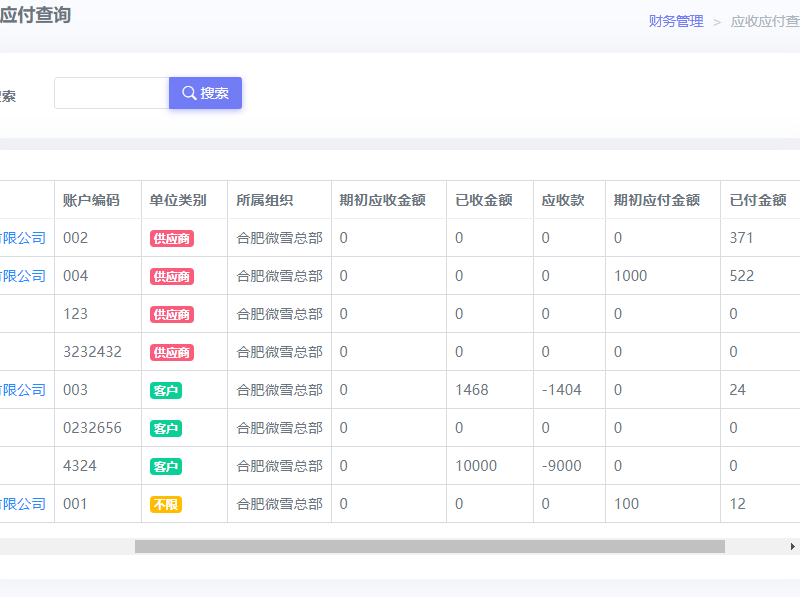 应付查询
财务管理 > 应收应付查
搜索
搜索
账户编码 单位类别 所属组织 期初应收金额 已收金额 应收款 期初应付金额 已付金额
有限公司 002 供应商 合肥微雪总部 0 0 0 0 371
有限公司 004 供应商 合肥微雪总部 0 0 0 1000 522
123 供应商 合肥微雪总部 0 0 0 0 0
3232432 供应商 合肥微雪总部 0 0 0 0 0
有限公司 003 客户 合肥微雪总部 0 1468 -1404 0 24
0232656 客户 合肥微雪总部 0 0 0 0 0
4324 客户 合肥微雪总部 0 10000 -9000 0 0
有限公司 001 不限 合肥微雪总部 0 0 0 100 12